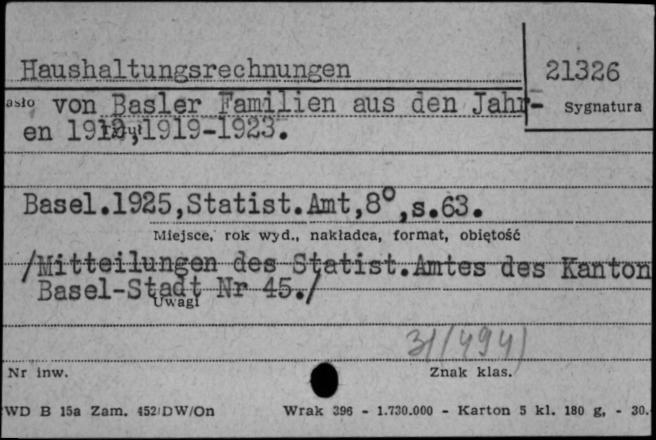 Haushaltungsrechnungen 21326
asło von Basler Familien aus den Jahr- Sygnatura
en 1912,1919-1923.
Basel.1925,Statist.Amt,8°,s.63.
Miejsce, rok wyd., nakładca, format, objętość
/Mitteilungen des Statist.Amtes des Kanton
Basel-Stadt Nr 45./
Uwagi
31(494)
Nr inw. Znak klas.
WD B 15a Zam. 452/DW/On Wrak 396 - 1.730.000 - Karton 5 kl. 180 g, - 30.